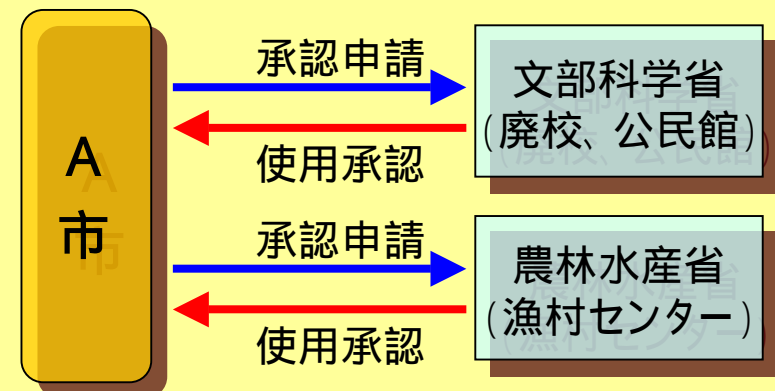 A
市
承認申請
使用承認
文部科学省
(廃校、公民館)
承認申請
使用承認
農林水産省
(漁村センター)